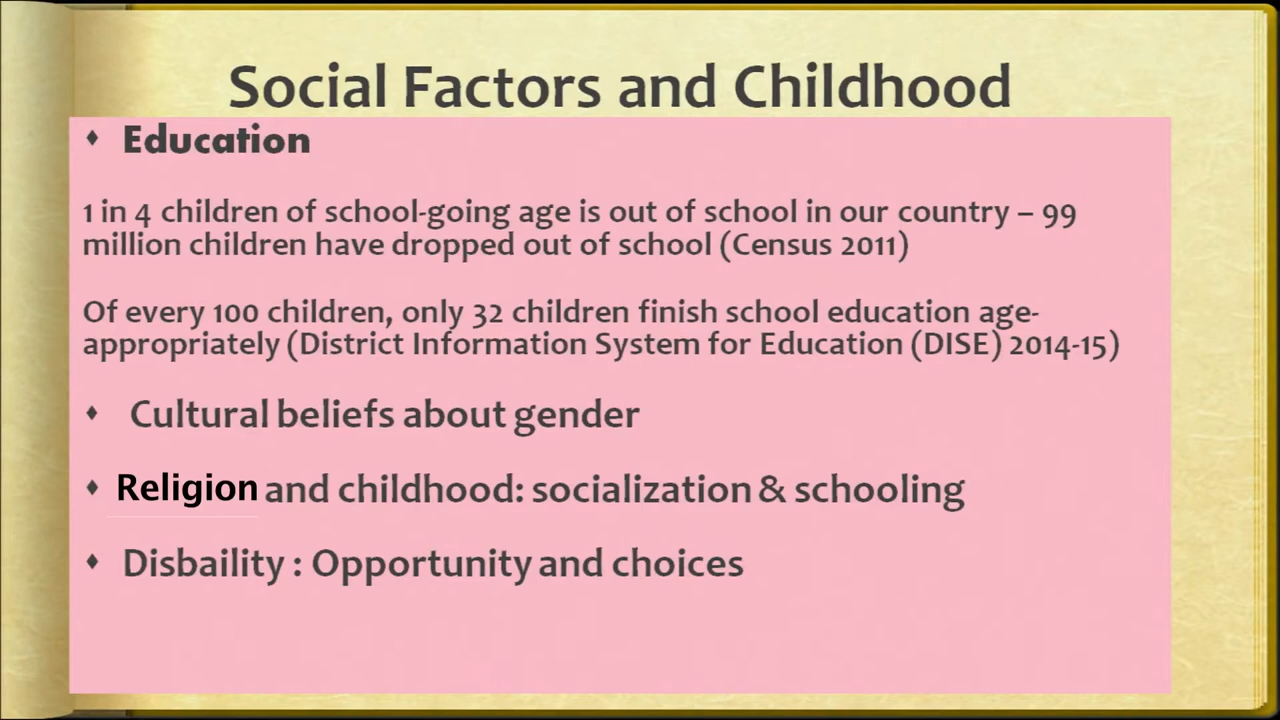 Social Factors and Childhood
♦ Education
1 in 4 children of school-going age is out of school in our country – 99
million children have dropped out of school (Census 2011)
Of every 100 children, only 32 children finish school education age-
appropriately (District Information System for Education (DISE) 2014-15)
♦ Cultural beliefs about gender
♦ Religion and childhood: socialization & schooling
♦ Disbaility : Opportunity and choices